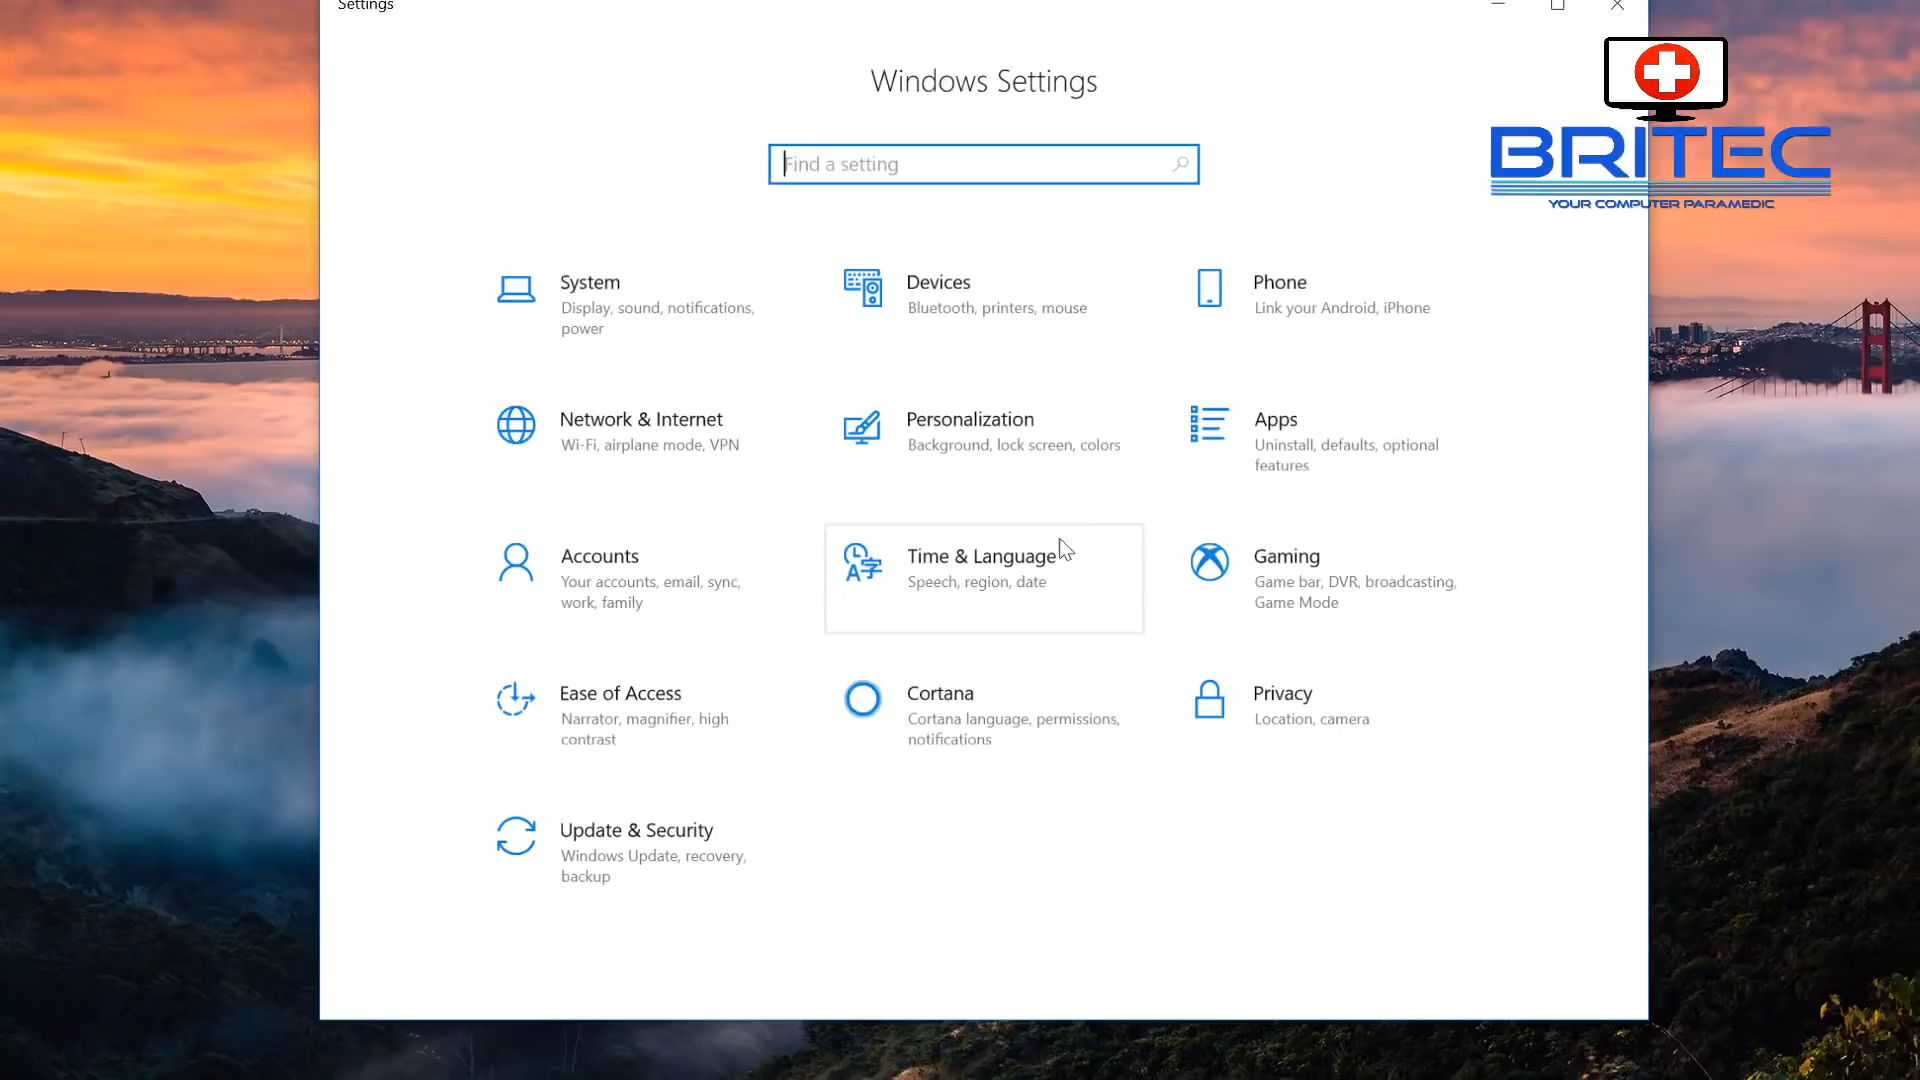 Settings
Windows Settings
Find a setting
BRITEC
YOUR COMPUTER PARAMEDIC
System
Display, sound, notifications,
power
Devices
Bluetooth, printers, mouse
Phone
Link your Android, iPhone
Network & Internet
Wi-Fi, airplane mode, VPN
Personalization
Background, lock screen, colors
Apps
Uninstall, defaults, optional
features
Accounts
Your accounts, email, sync,
work, family
Time & Language
Speech, region, date
Gaming
Game bar, DVR, broadcasting,
Game Mode
Ease of Access
Narrator, magnifier, high
contrast
Cortana
Cortana language, permissions,
notifications
Privacy
Location, camera
Update & Security
Windows Update, recovery,
backup